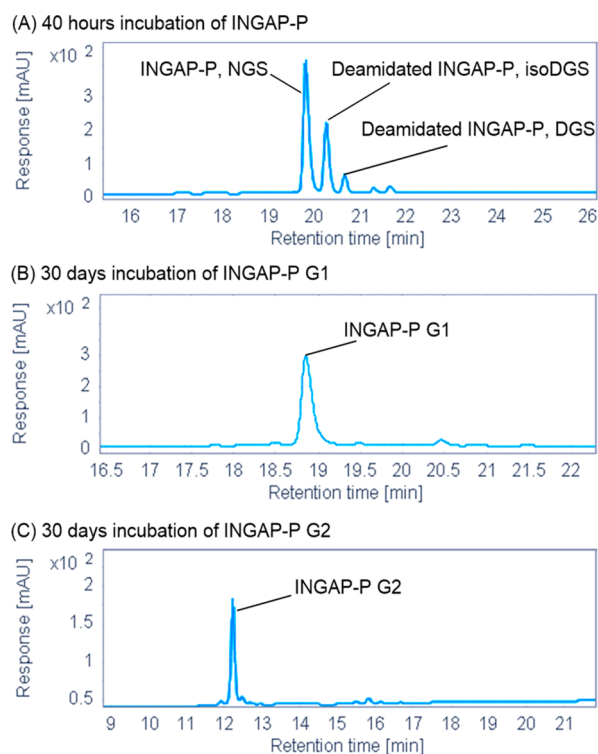 (A) 40 hours incubation of INGAP-P
x10 2
INGAP-P, NGS
Deamidated INGAP-P, isoDGS
Deamidated INGAP-P, DGS
Response [mAU]
3
2
1
0
16 17 18 19 20 21 22 23 24 25 26
Retention time [min]
(B) 30 days incubation of INGAP-P G1
x10 2
INGAP-P G1
Response [mAU]
3
2
1
0
16.5 17 17.5 18 18.5 19 19.5 20 20.5 21 21.5 22
Retention time [min]
(C) 30 days incubation of INGAP-P G2
x10 2
INGAP-P G2
Response [mAU]
2
1.5
1
0.5
9 10 11 12 13 14 15 16 17 18 19 20 21
Retention time [min]